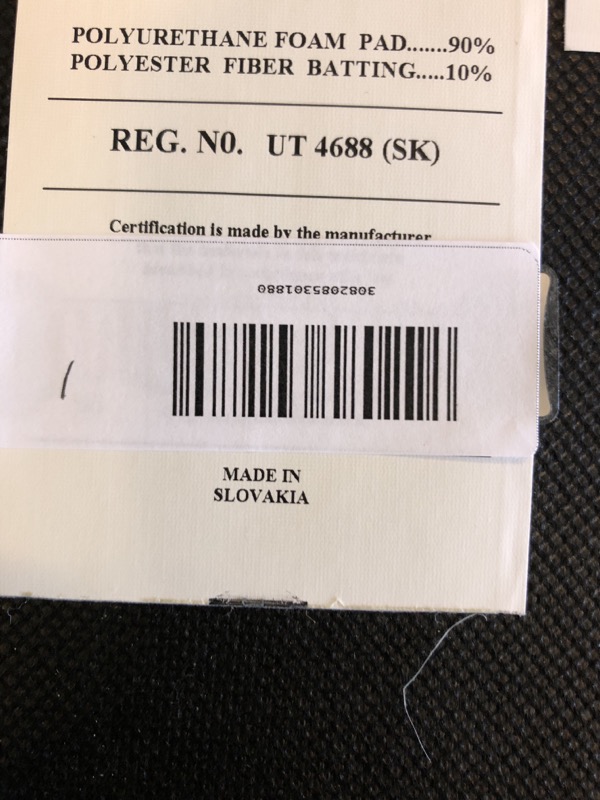 POLYURETHANE FOAM PAD.......90%
POLYESTER FIBER BATTING.....10%
REG. NO. UT 4688 (SK)
Certification is made by the manufacturer
3082085301880
MADE IN
SLOVAKIA